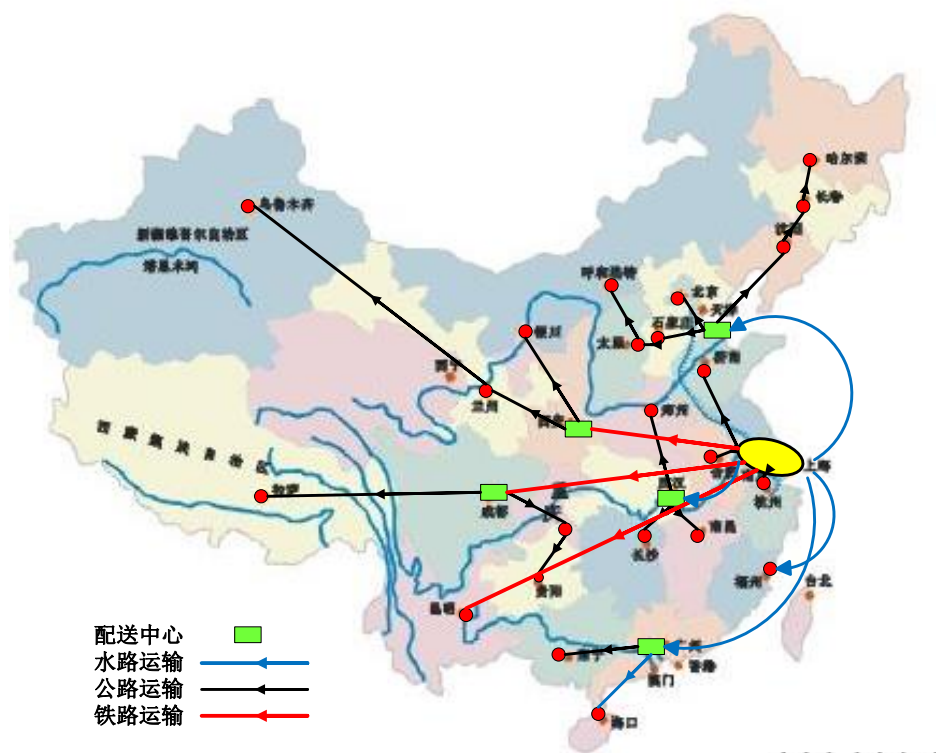 哈尔滨
长春
沈阳
乌鲁木齐
新疆维吾尔自治区
塔里木河
呼和浩特
北京
天津
石家庄
太原
银川
济南
西宁
兰州
郑州
西安
西藏藏族自治区
合肥
上海
拉萨
成都
武汉
杭州
南昌
长沙
贵阳
福州
台北
昆明
南宁
广州
香港
澳门
海口
配送中心
水路运输
公路运输
铁路运输